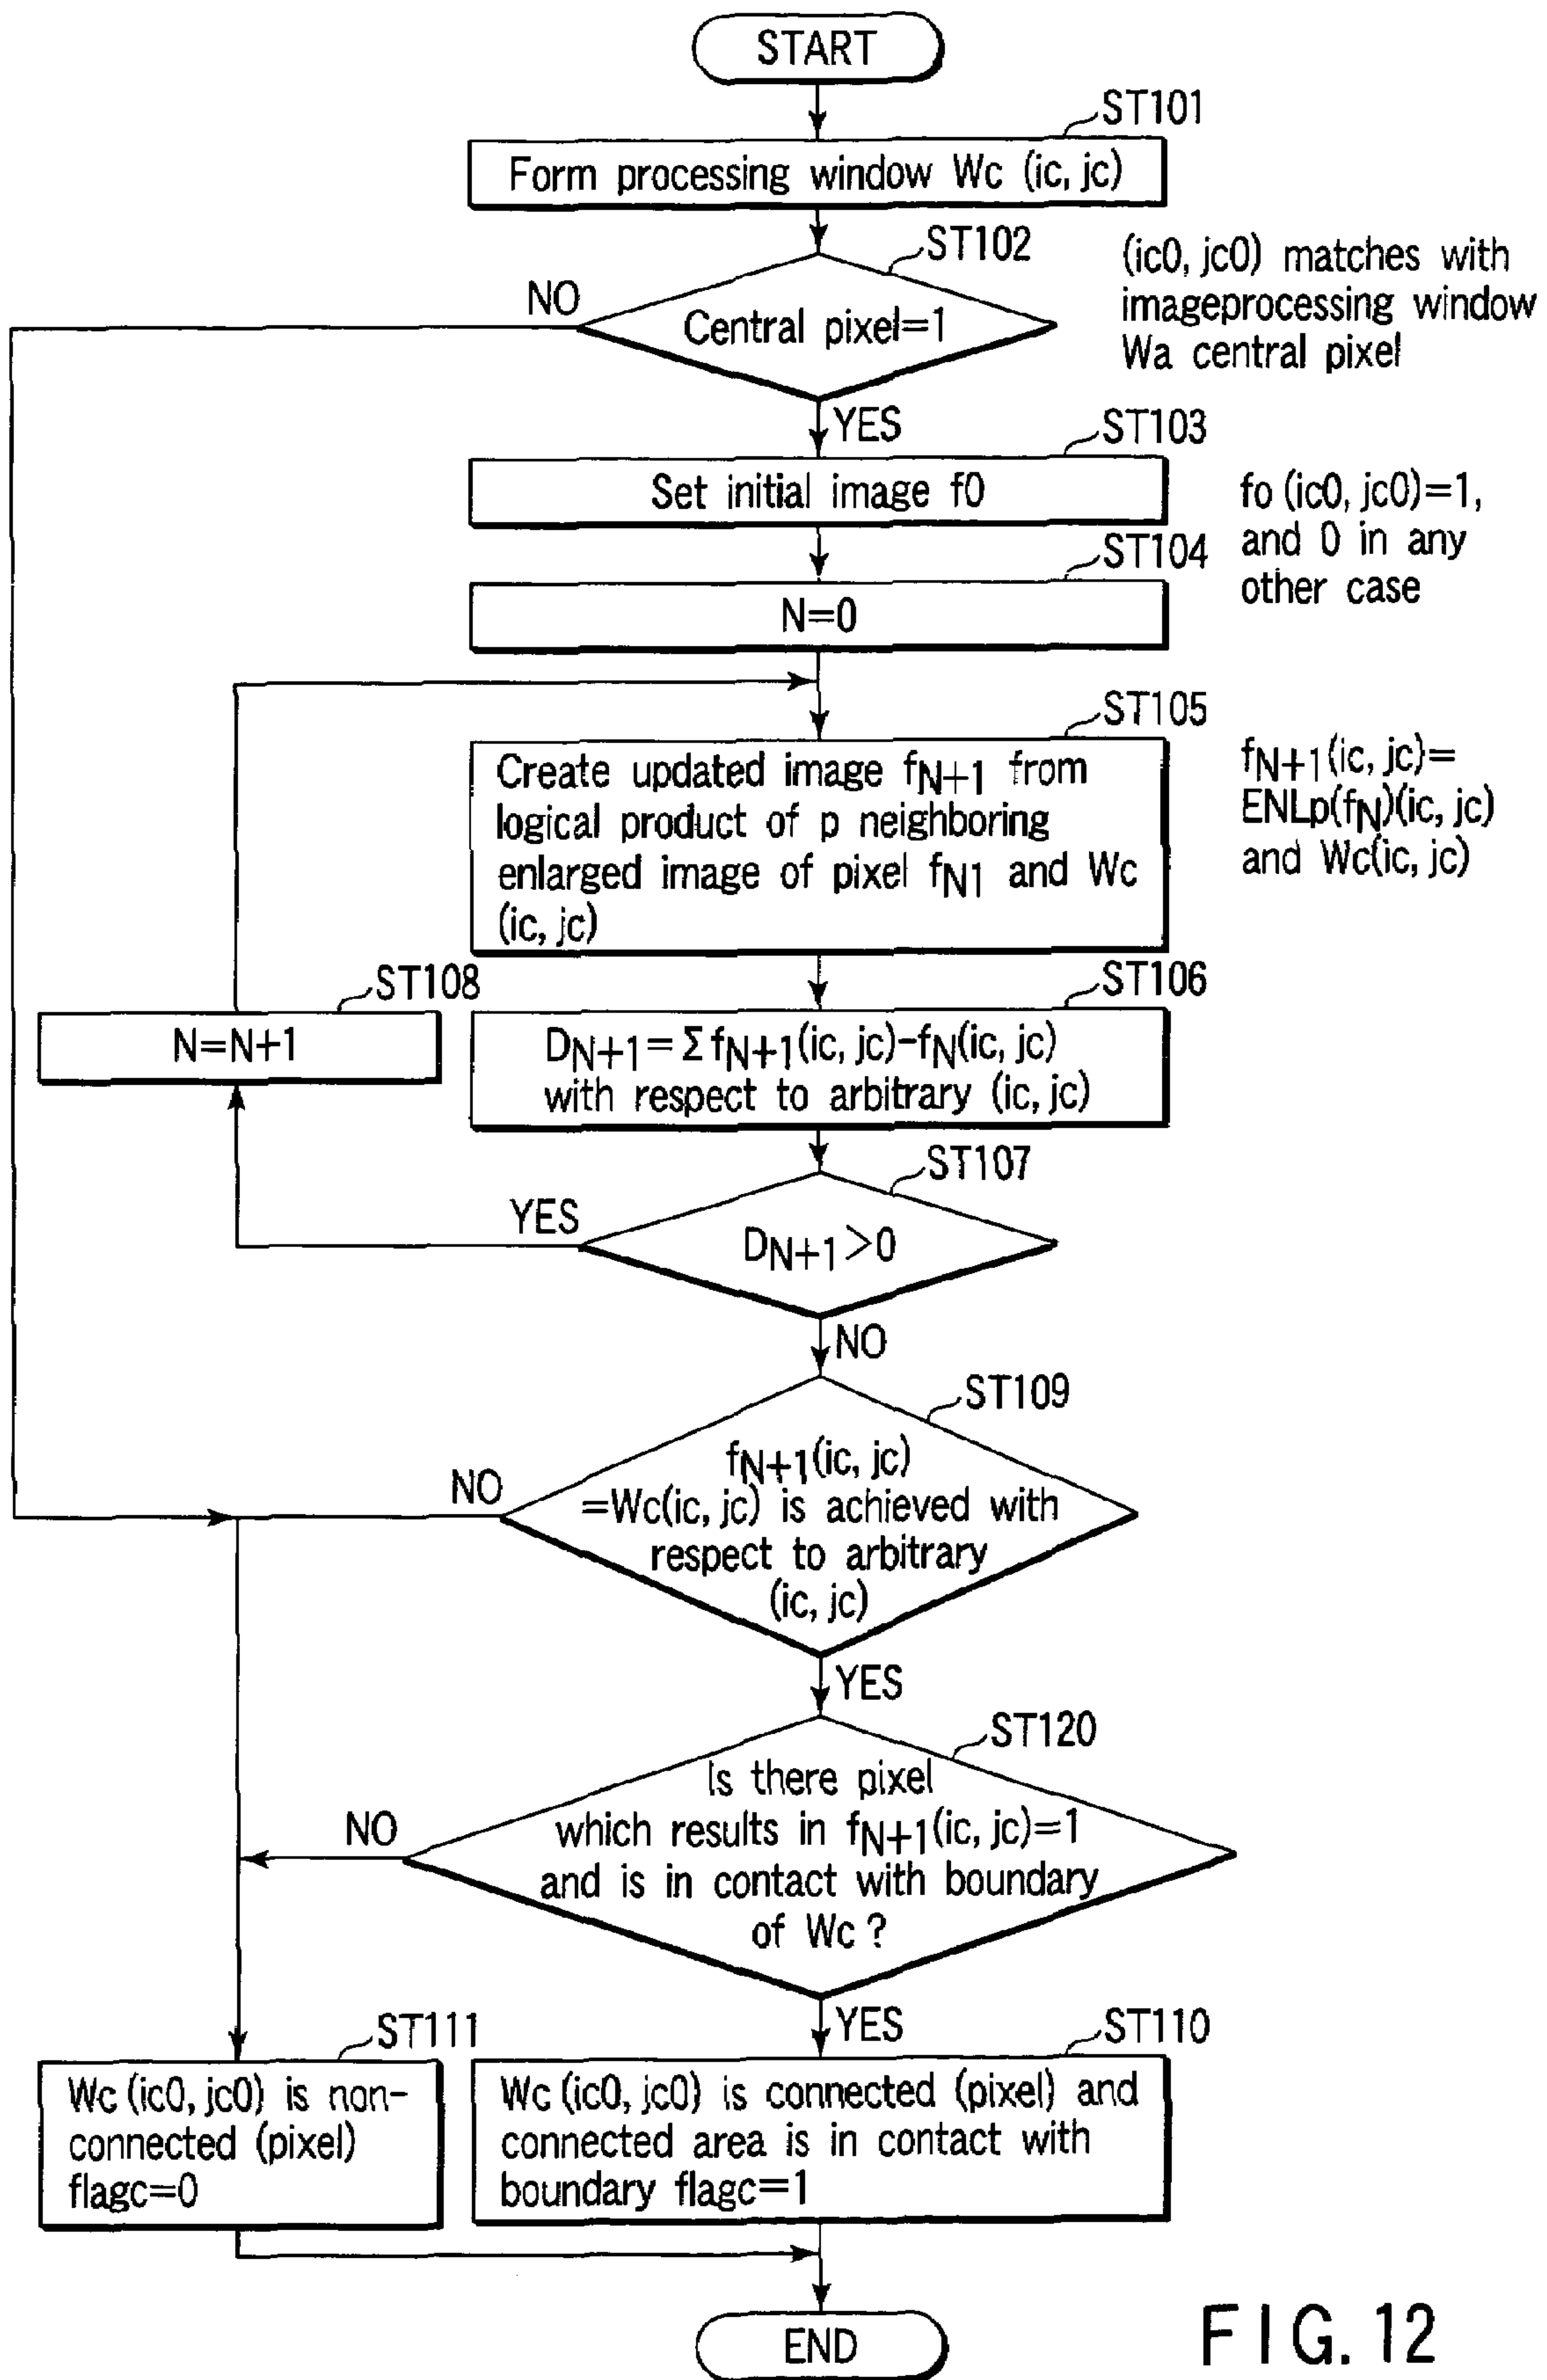 START
ST101
Form processing window Wc (ic, jc)
ST102
(ic0, jc0) matches with
imageprocessing window
Wa central pixel
NO
Central pixel=1
YES
ST103
Set initial image f0
fo (ic0, jc0)=1,
and 0 in any
other case
ST104
N=0
ST105
Create updated image fN+1 from
logical product of p neighboring
enlarged image of pixel fN1 and Wc
(ic, jc)
fN+1(ic, jc)=
ENLp(fN)(ic, jc)
and Wc(ic, jc)
ST108
N=N+1
ST106
DN+1=ΣfN+1(ic, jc)-fN(ic, jc)
with respect to arbitrary (ic, jc)
ST107
YES
DN+1>0
NO
ST109
NO
fN+1(ic, jc)
=Wc(ic, jc) is achieved with
respect to arbitrary
(ic, jc)
YES
ST120
NO
Is there pixel
which results in fN+1(ic, jc)=1
and is in contact with boundary
of Wc?
YES
ST111
Wc (ic0, jc0) is non-
connected (pixel)
flagc=0
ST110
Wc (ic0, jc0) is connected (pixel) and
connected area is in contact with
boundary flagc=1
END
FIG. 12